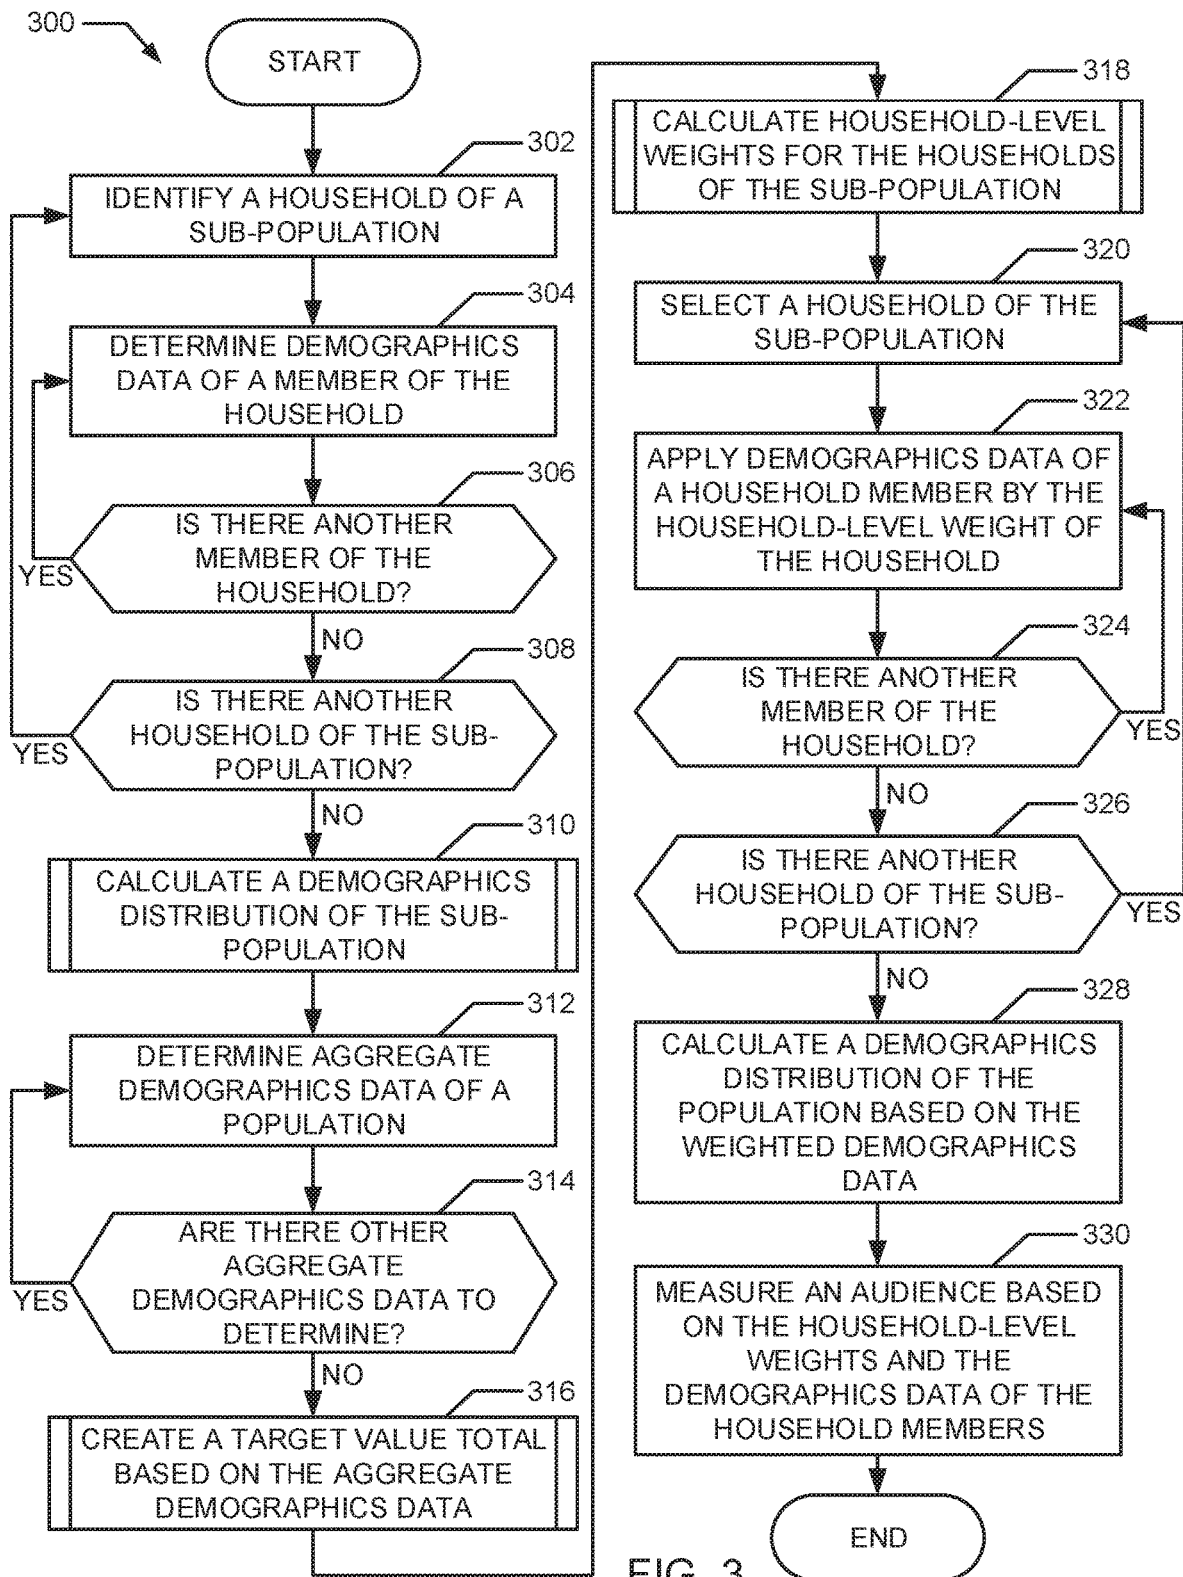 300
START
302
IDENTIFY A HOUSEHOLD OF A
SUB-POPULATION
304
DETERMINE DEMOGRAPHICS
DATA OF A MEMBER OF THE
HOUSEHOLD
306
IS THERE ANOTHER
MEMBER OF THE
HOUSEHOLD?
YES
NO
308
IS THERE ANOTHER
HOUSEHOLD OF THE SUB-
POPULATION?
YES
NO
310
CALCULATE A DEMOGRAPHICS
DISTRIBUTION OF THE SUB-
POPULATION
312
DETERMINE AGGREGATE
DEMOGRAPHICS DATA OF A
POPULATION
314
ARE THERE OTHER
AGGREGATE
DEMOGRAPHICS DATA TO
DETERMINE?
YES
NO
316
CREATE A TARGET VALUE TOTAL
BASED ON THE AGGREGATE
DEMOGRAPHICS DATA
318
CALCULATE HOUSEHOLD-LEVEL
WEIGHTS FOR THE HOUSEHOLDS
OF THE SUB-POPULATION
320
SELECT A HOUSEHOLD OF THE
SUB-POPULATION
322
APPLY DEMOGRAPHICS DATA OF
A HOUSEHOLD MEMBER BY THE
HOUSEHOLD-LEVEL WEIGHT OF
THE HOUSEHOLD
324
IS THERE ANOTHER
MEMBER OF THE
HOUSEHOLD?
YES
NO
326
IS THERE ANOTHER
HOUSEHOLD OF THE SUB-
POPULATION?
YES
NO
328
CALCULATE A DEMOGRAPHICS
DISTRIBUTION OF THE
POPULATION BASED ON THE
WEIGHTED DEMOGRAPHICS
DATA
330
MEASURE AN AUDIENCE BASED
ON THE HOUSEHOLD-LEVEL
WEIGHTS AND THE
DEMOGRAPHICS DATA OF THE
HOUSEHOLD MEMBERS
END
FIG. 3